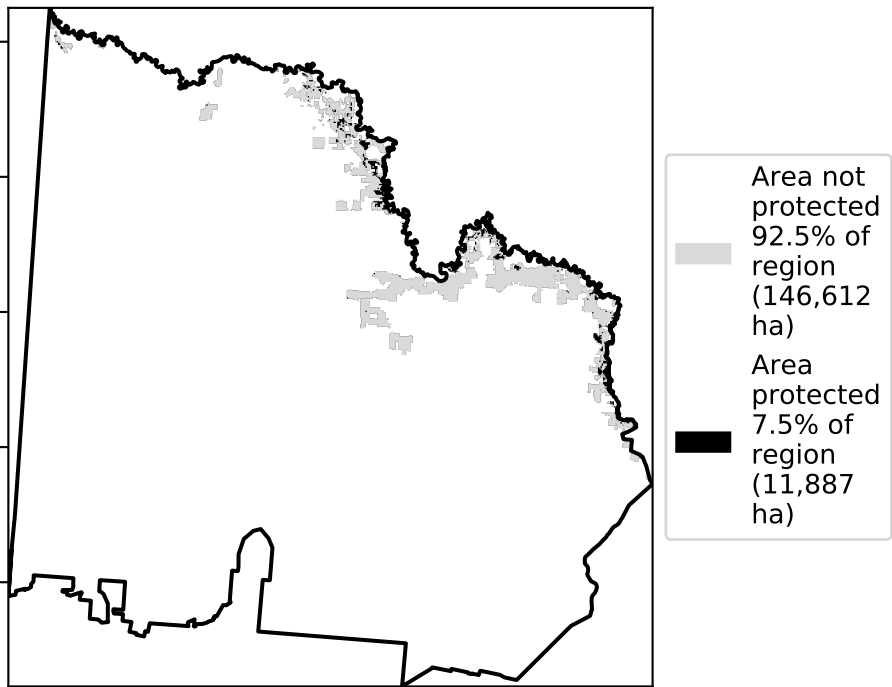 Area not
protected
92.5% of
region
(146,612
ha)
Area
protected
7.5% of
region
(11,887
ha)